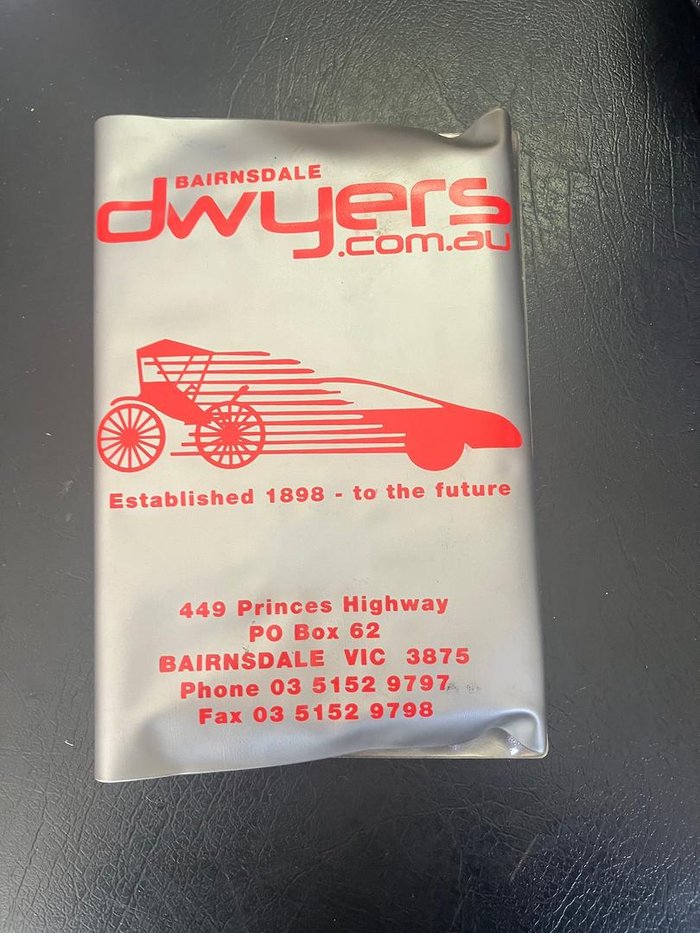 BAIRNSDALE
dwyers
.com.au
Established 1898 - to the future
449 Princes Highway
PO Box 62
BAIRNSDALE VIC 3875
Phone 03 5152 9797
Fax 03 5152 9798